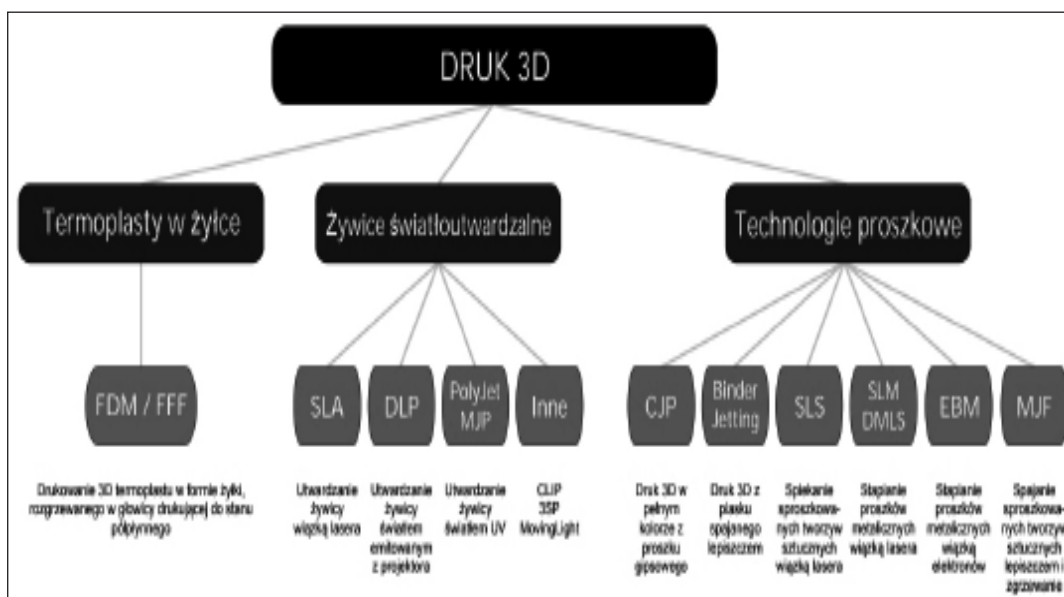 DRUK 3D
Termoplasty w żyłce
Żywice światłoutwardzalne
Technologie proszkowe
FDM / FFF
SLA
DLP
PolyJet
MJP
Inne
CJP
Binder
Jetting
SLS
SLM
DMLS
EBM
MJF
Drukowanie 3D termoplastu w formie żyłki,
rozgrzewanego w głowicy drukującej do stanu
półpłynnego
Utwardzanie
żywicy
wiązką lasera
Utwardzanie
żywicy
światłem
emitowanym
z projektora
Utwardzanie
żywicy
światłem UV
CLIP
3SP
MovingLight
Druk 3D w
pełnym
kolorze z
proszku
gipsowego
Druk 3D z
piasku
spajanego
lepiszczem
Spiekanie
sproszkowa-
nych tworzyw
sztucznych
wiązką lasera
Stapianie
proszków
metalicznych
wiązką lasera
Stapianie
proszków
metalicznych
wiązką
elektronów
Spajanie
sproszkowa-
nych tworzyw
sztucznych
lepiszczem i
zgrzewanie